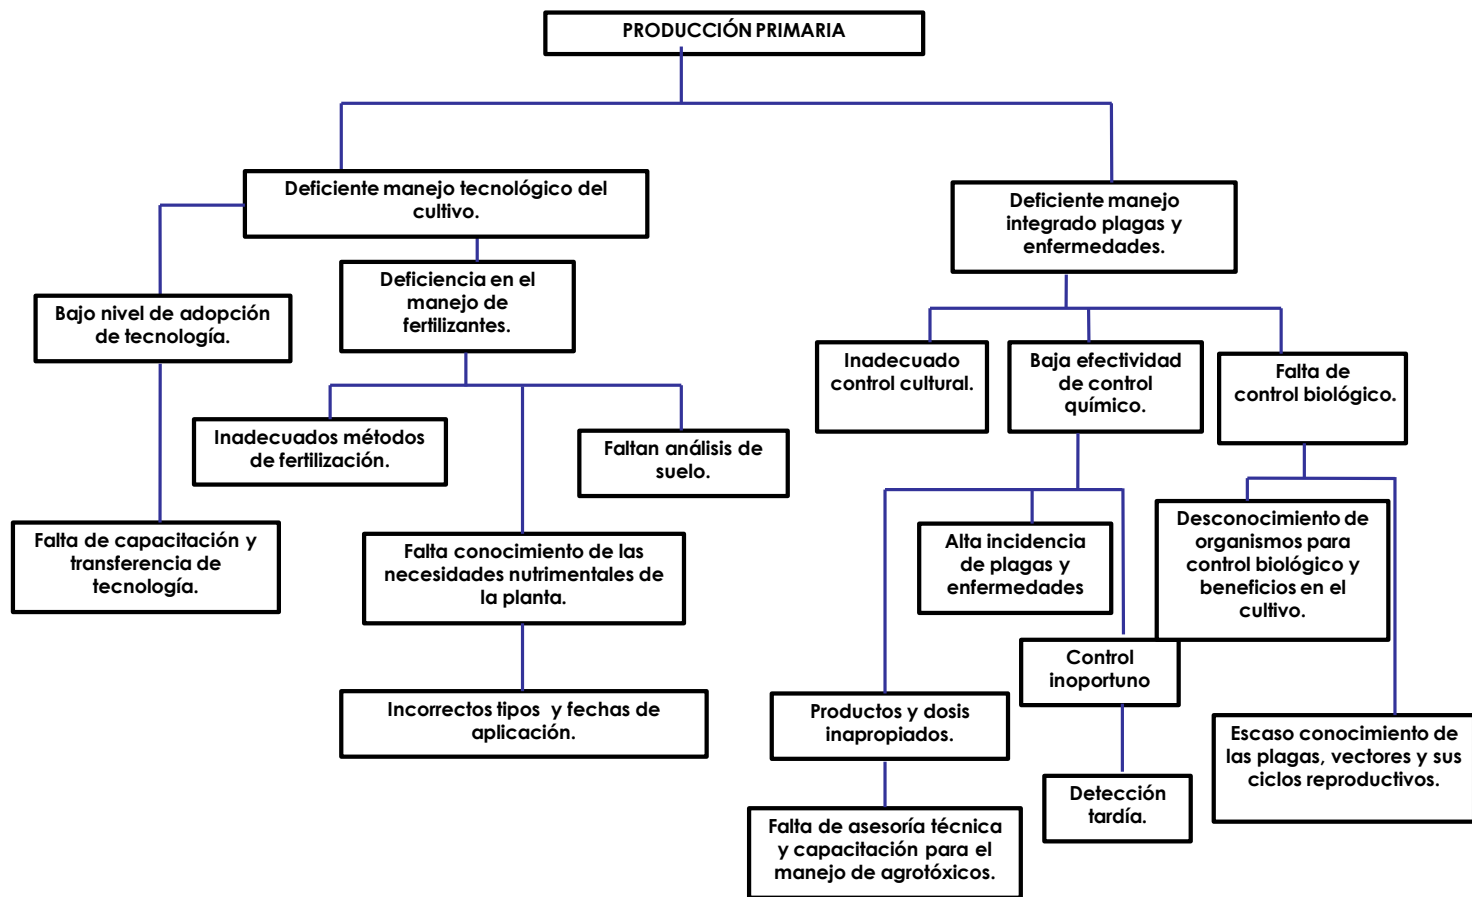 PRODUCCIÓN PRIMARIA
Deficiente manejo tecnológico del
cultivo.
Deficiente manejo
integrado plagas y
enfermedades.
Bajo nivel de adopción
de tecnología.
Deficiencia en el
manejo de
fertilizantes.
Inadecuado
control cultural.
Baja efectividad
de control
químico.
Falta de
control biológico.
Inadecuados métodos
de fertilización.
Faltan análisis de
suelo.
Falta de capacitación y
transferencia de
tecnología.
Falta conocimiento de las
necesidades nutrimentales de
la planta.
Alta incidencia
de plagas y
enfermedades
Desconocimiento de
organismos para
control biológico y
beneficios en el
cultivo.
Control
inoportuno
Incorrectos tipos  y fechas de
aplicación.
Productos y dosis
inapropiados.
Escaso conocimiento de
las plagas, vectores y sus
ciclos reproductivos.
Detección
tardía.
Falta de asesoría técnica
y capacitación para el
manejo de agrotóxicos.